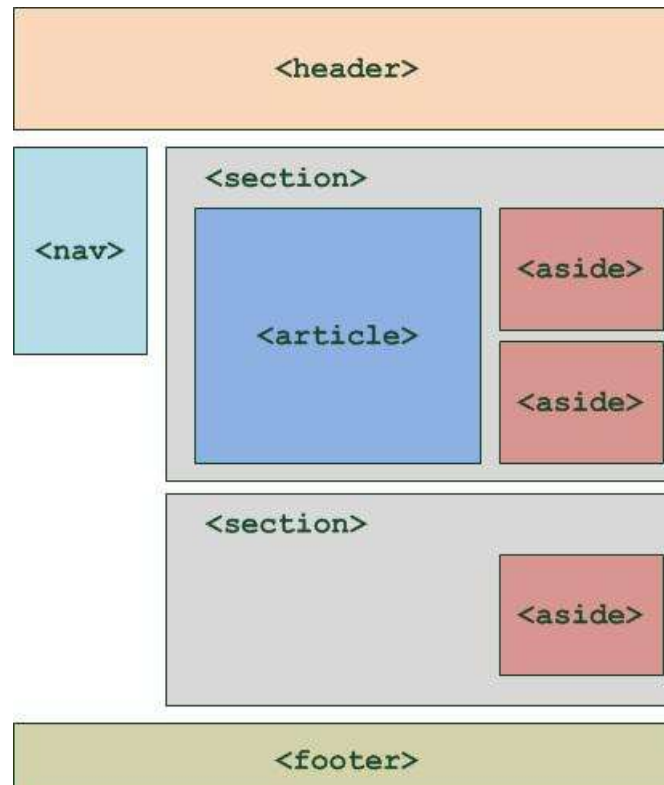 <header>
<nav>
<section>
<article>
<aside>
<aside>
<section>
<aside>
<footer>